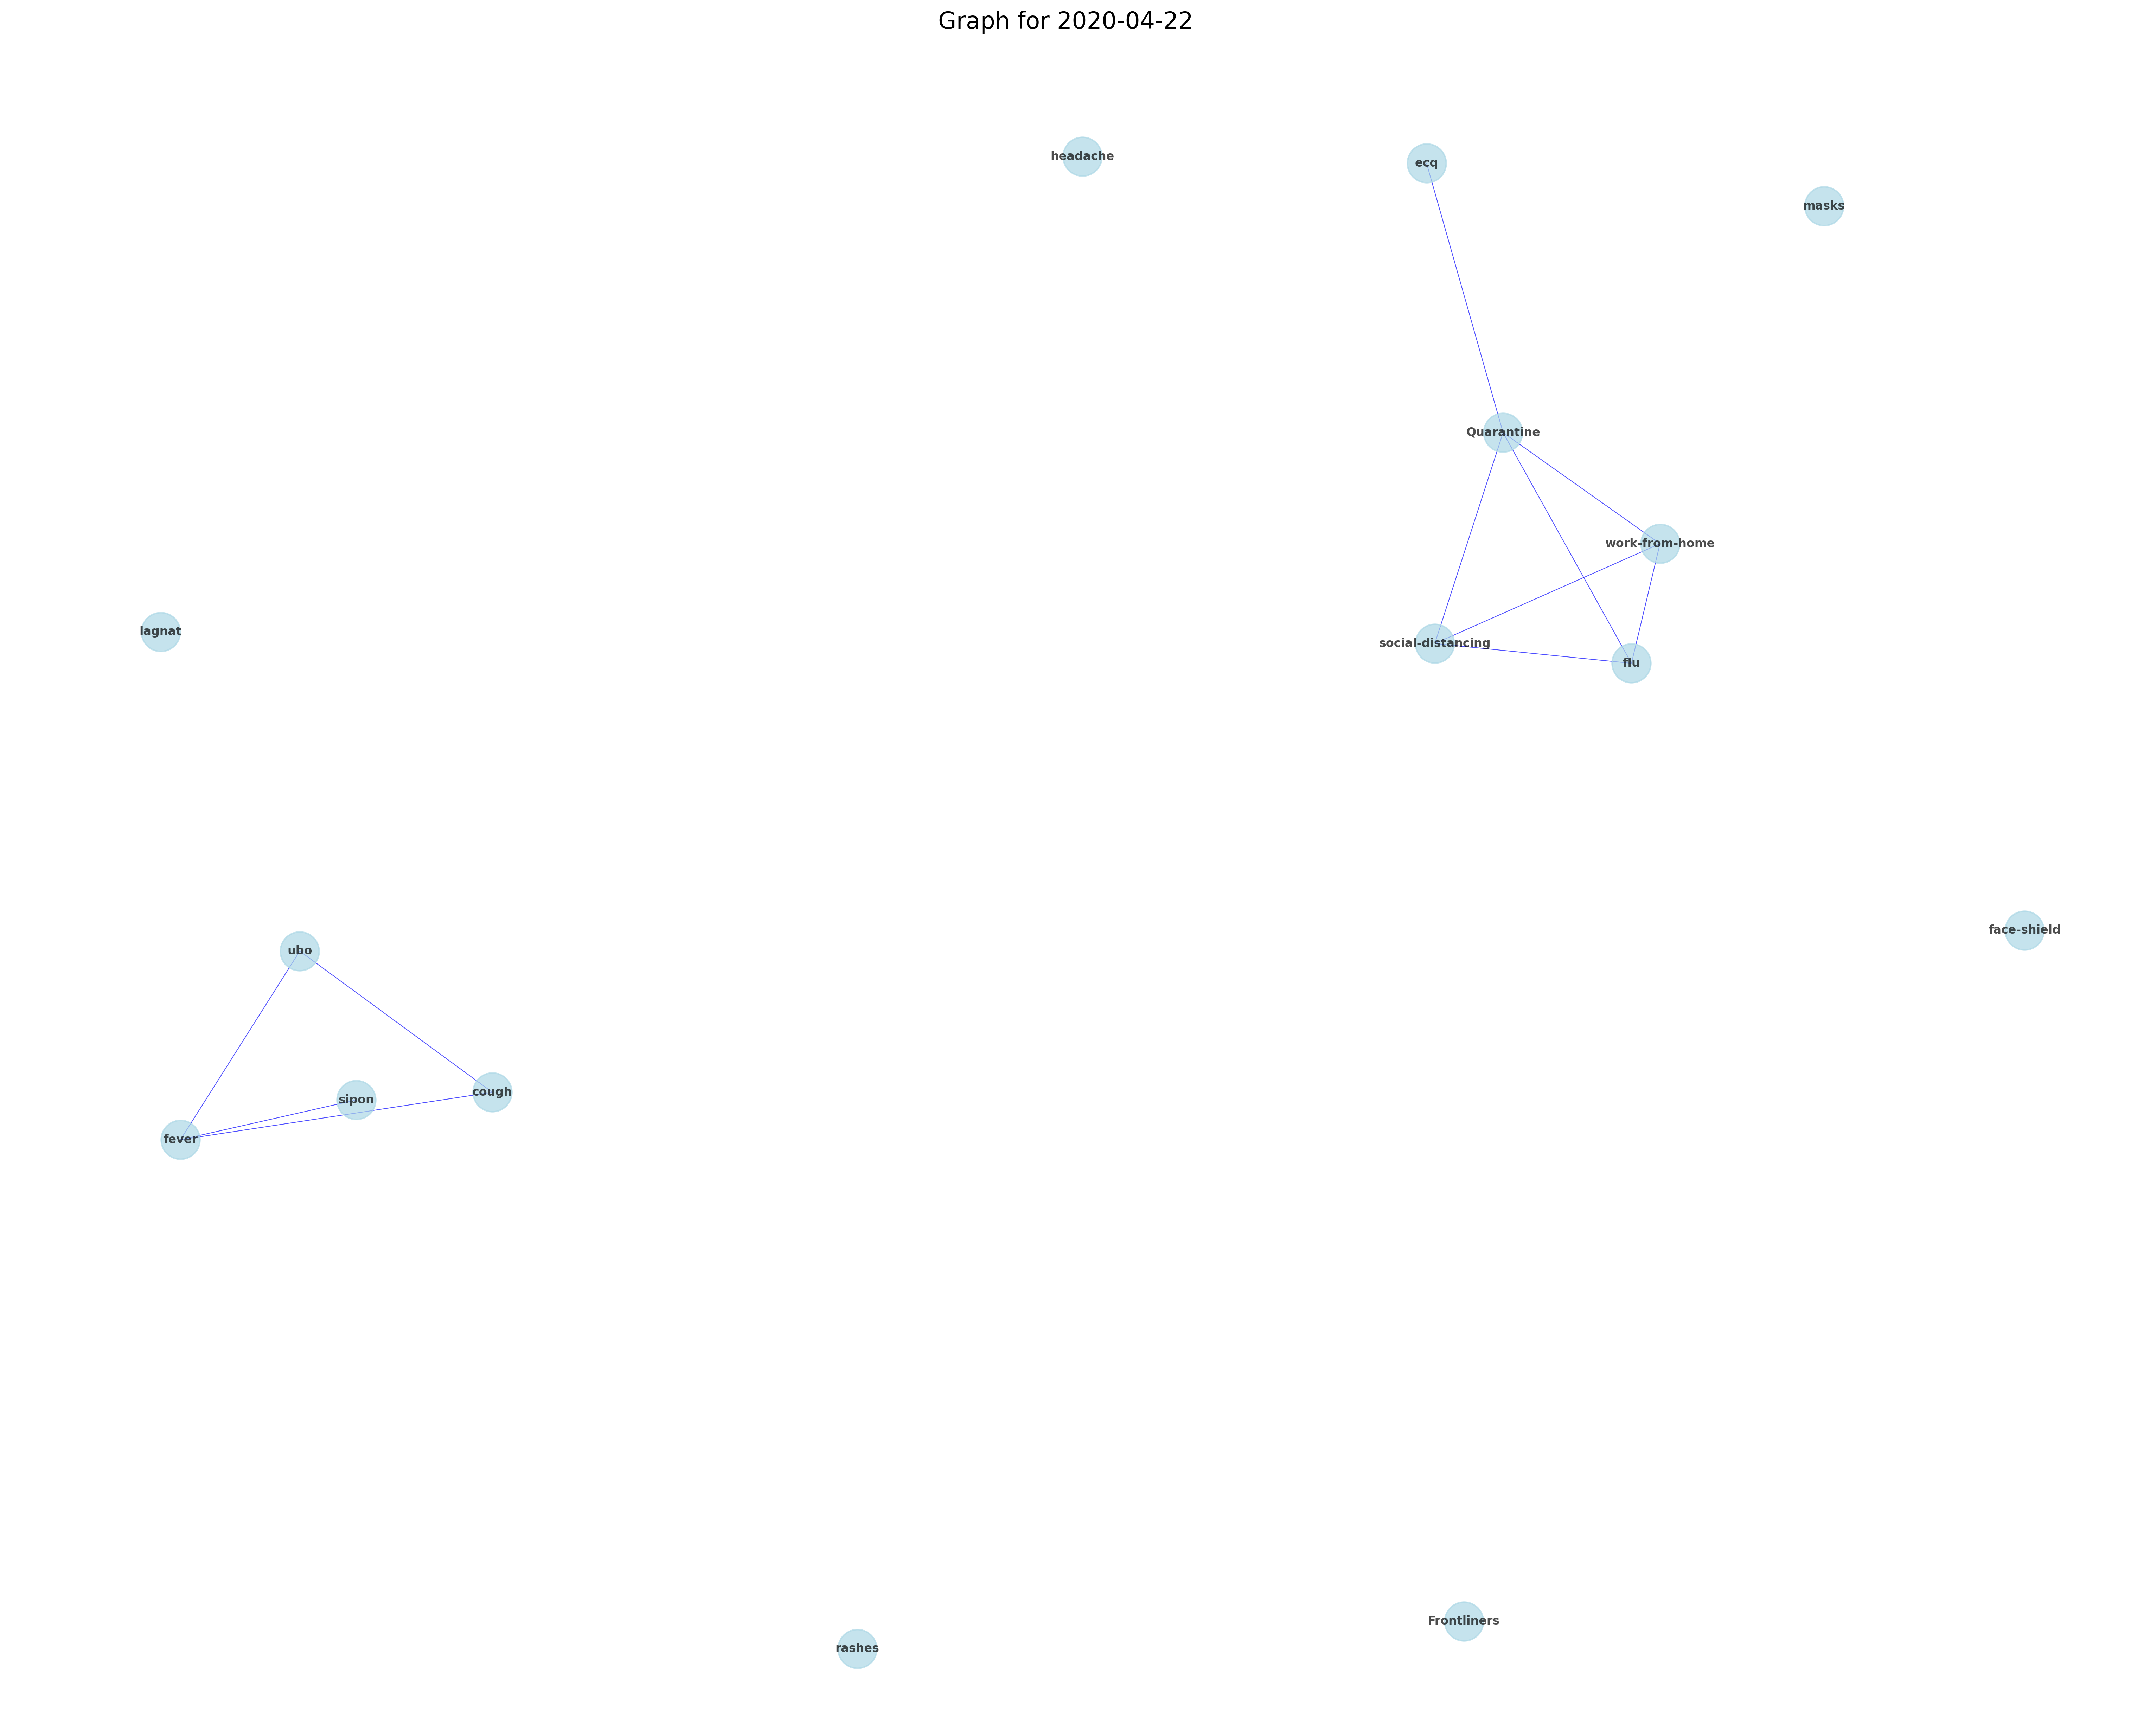 Graph for 2020-04-22
headache
ecq
masks
Quarantine
work-from-home
lagnat
social-distancing
flu
face-shield
ubo
cough
sipon
fever
Frontliners
rashes